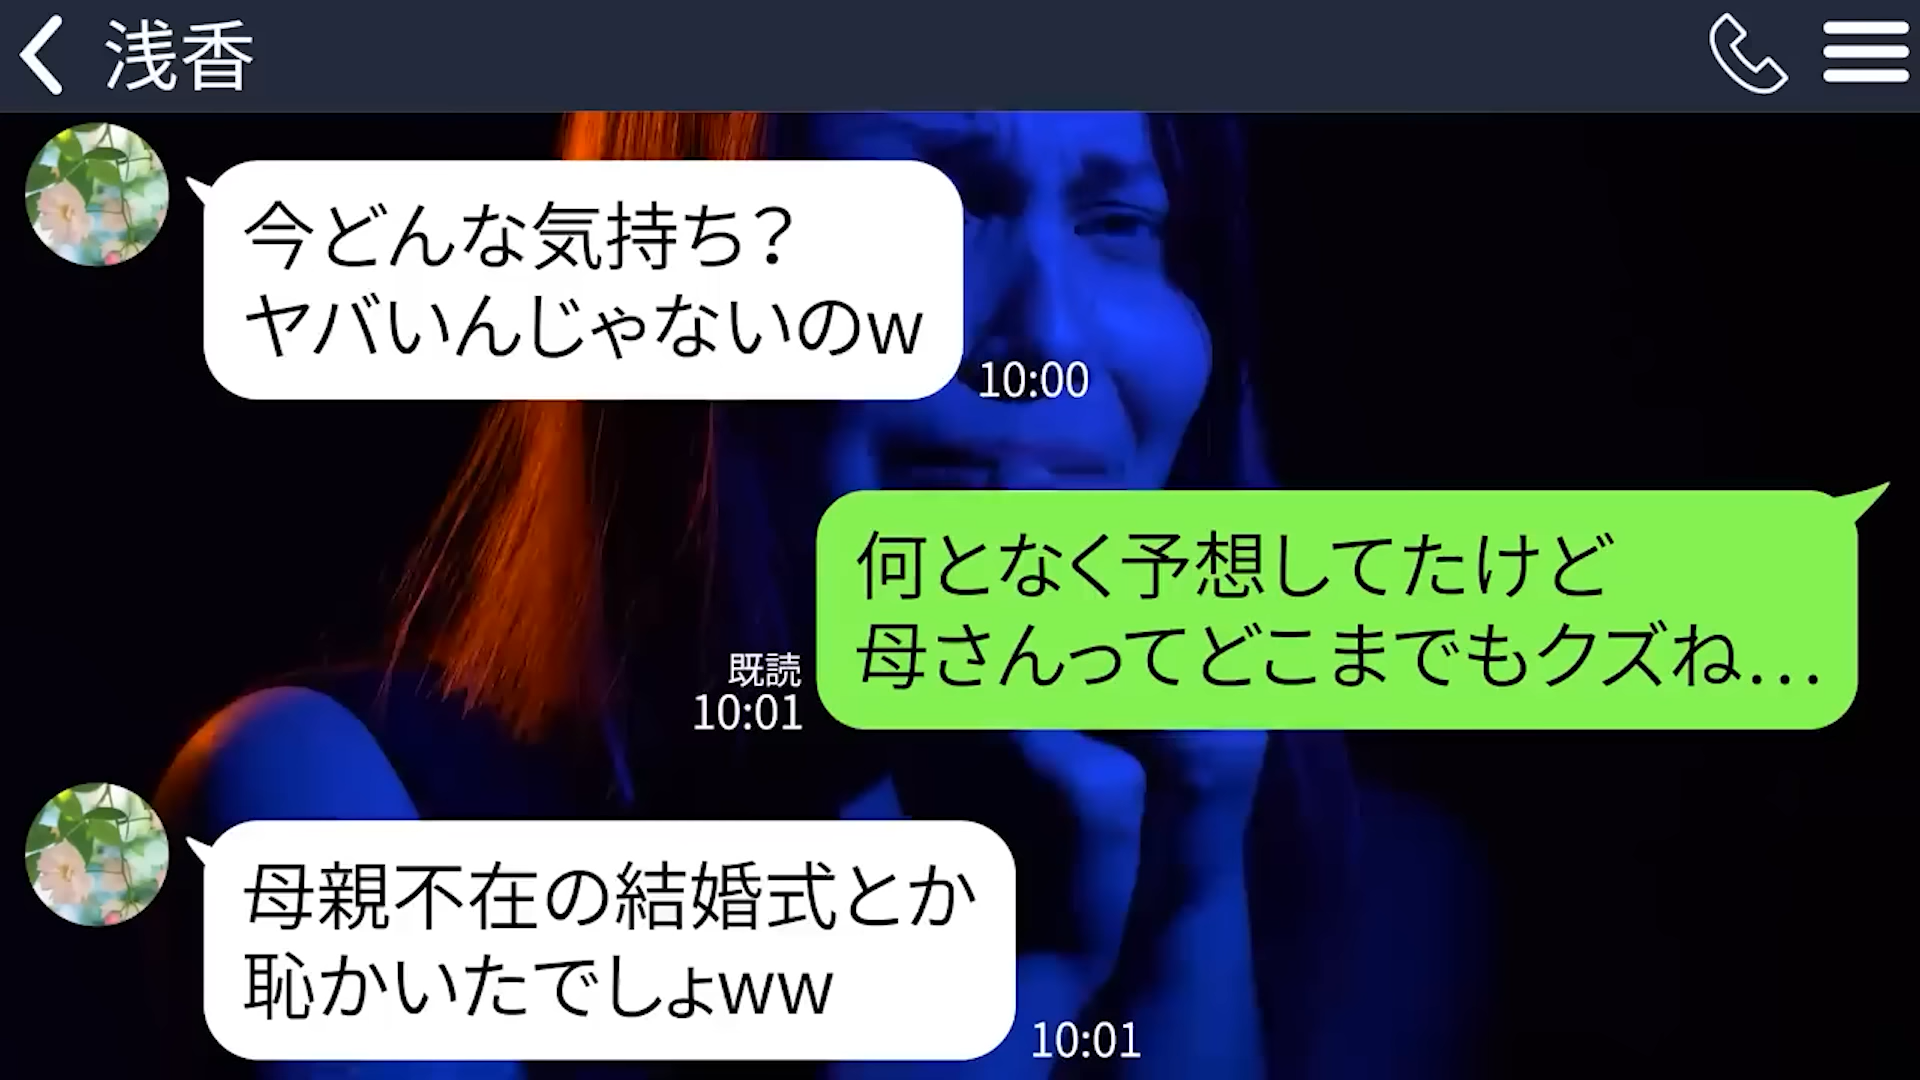 浅香
今どんな気持ち？
ヤバいんじゃないのw
10:00
何となく予想してたけど
母さんってどこまでもクズね…
既読
10:01
母親不在の結婚式とか
恥かいたでしょww
10:01